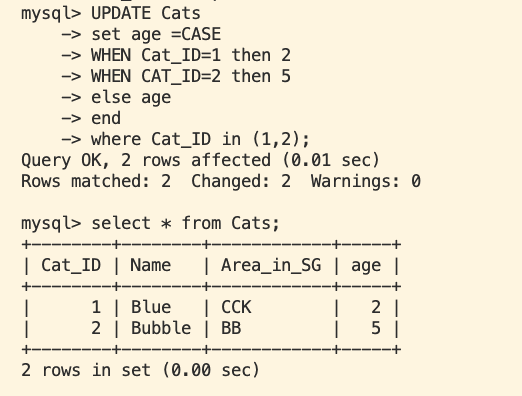 mysql> UPDATE Cats
    -> set age =CASE
    -> WHEN Cat_ID=1 then 2
    -> WHEN CAT_ID=2 then 5
    -> else age
    -> end
    -> where Cat_ID in (1,2);
Query OK, 2 rows affected (0.01 sec)
Rows matched: 2  Changed: 2  Warnings: 0

mysql> select * from Cats;
+--------+--------+------------+-----+
| Cat_ID | Name   | Area_in_SG | age |
+--------+--------+------------+-----+
|      1 | Blue   | CCK        |   2 |
|      2 | Bubble | BB         |   5 |
+--------+--------+------------+-----+
2 rows in set (0.00 sec)